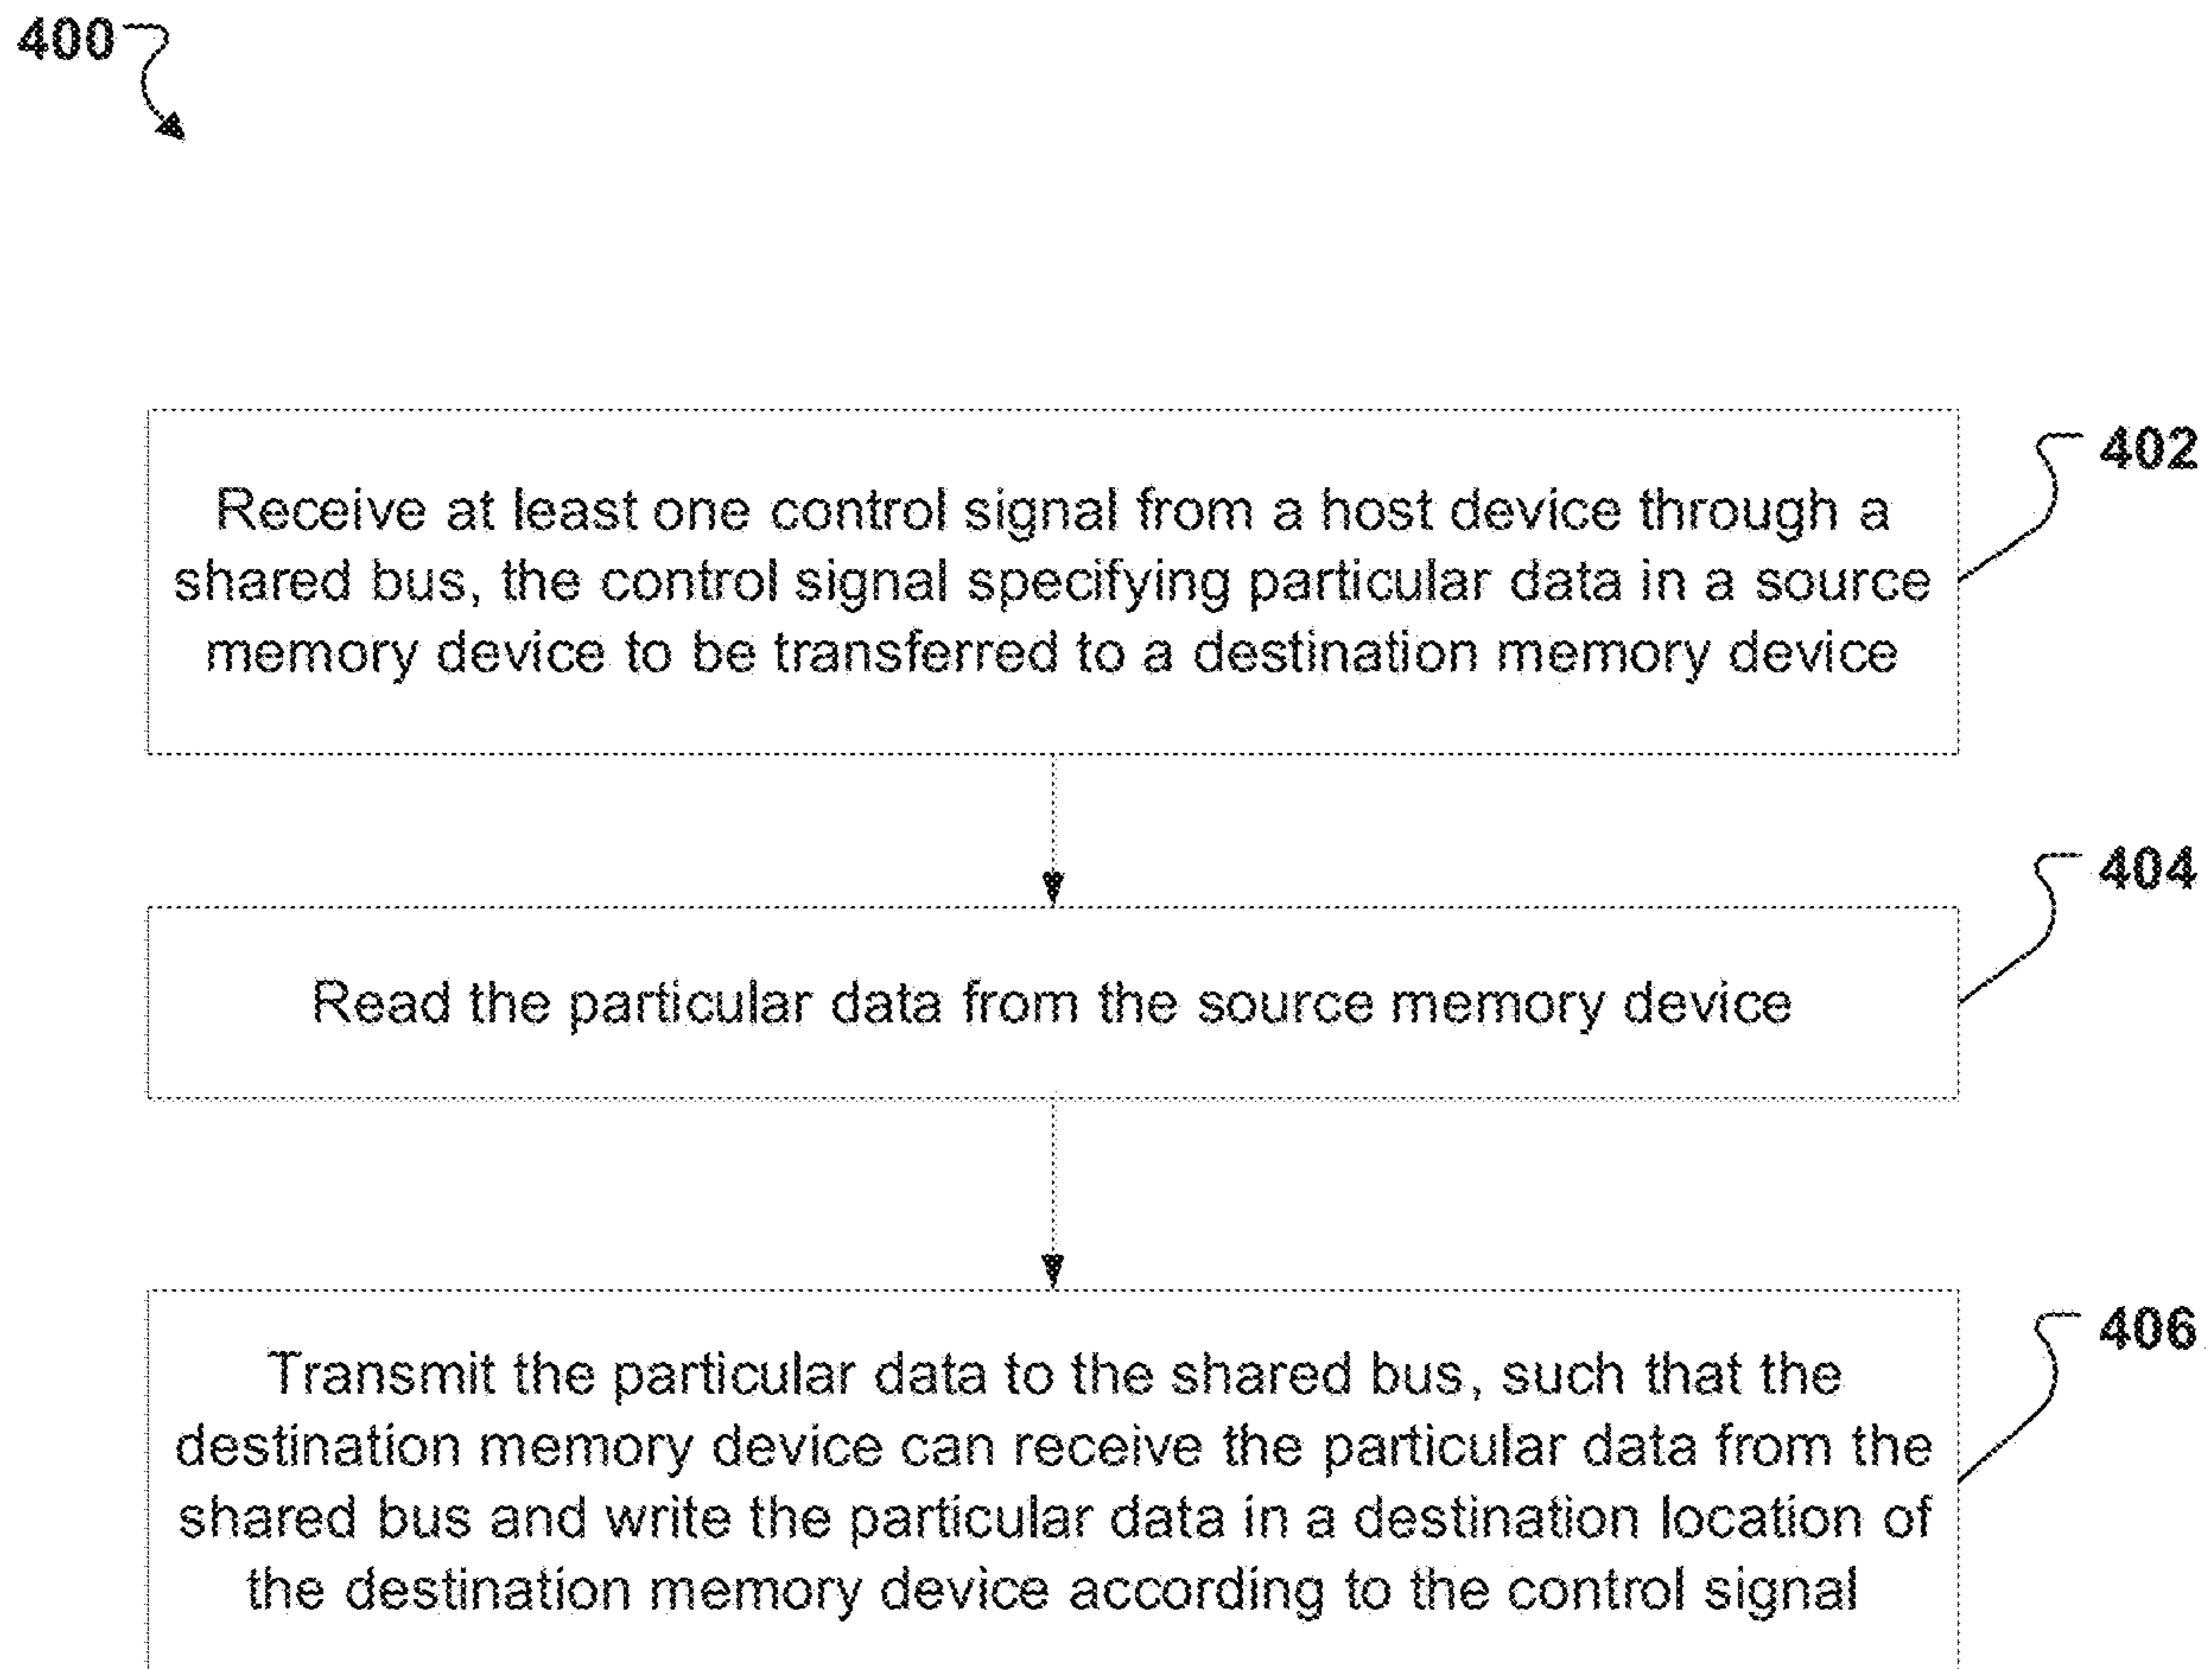 400
402
Receive at least one control signal from a host device through a
shared bus, the control signal specifying particular data in a source
memory device to be transferred to a destination memory device
404
Read the particular data from the source memory device
406
Transmit the particular data to the shared bus, such that the
destination memory device can receive the particular data from the
shared bus and write the particular data in a destination location of
the destination memory device according to the control signal